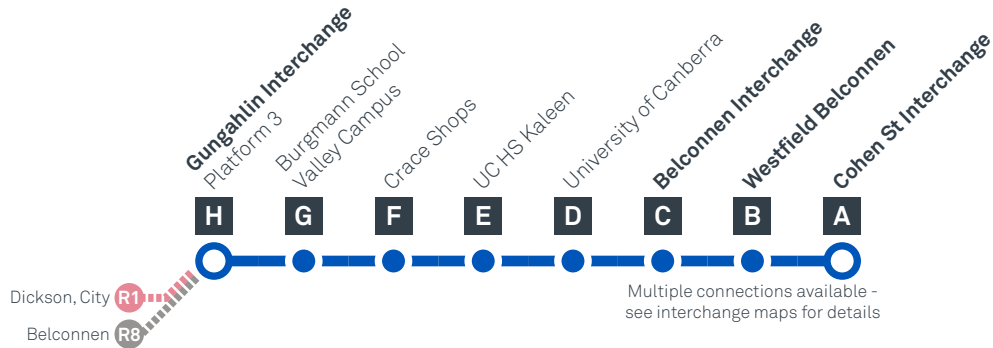 Gungahlin Interchange
Platform 3
Burgmann School
Valley Campus
Crace Shops
UC HS Kaleen
University of Canberra
Belconnen Interchange
Westfield Belconnen
Cohen St Interchange
H
G
F
E
D
C
B
A
Dickson, City R1
Belconnen R8
Multiple connections available -
see interchange maps for details